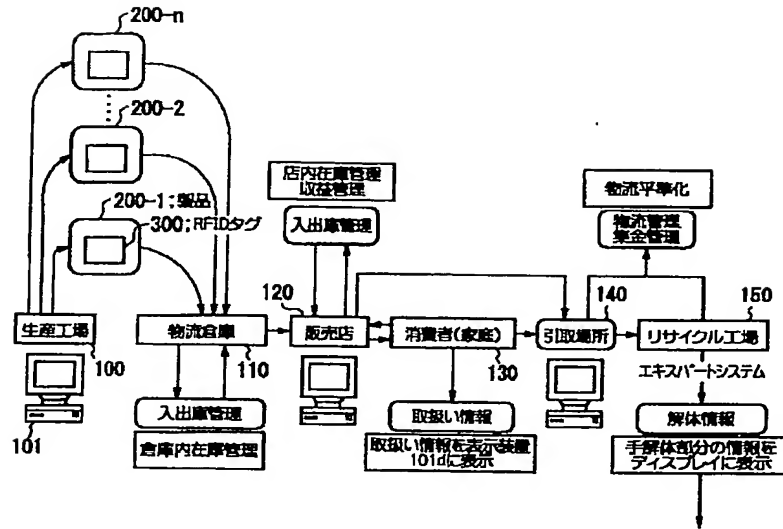 200-n
200-2
200-1;製品
300;RFIDタグ
店内在庫管理
収益管理
入出庫管理
物流平準化
物流管理
集金管理
120
140
150
生産工場
100
物流倉庫
110
販売店
消費者(家庭)
130
引取場所
リサイクル工場
エキスパートシステム
101
入出庫管理
倉庫内在庫管理
取扱い情報
取扱い情報を表示装置
101dに表示
解体情報
手解体部分の情報を
ディスプレイに表示